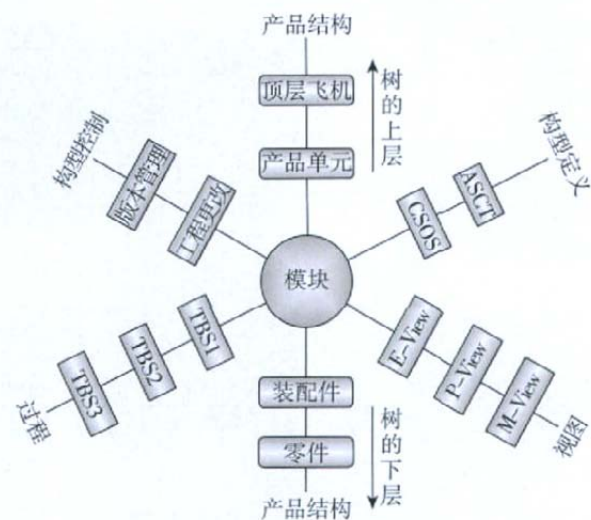 产品结构
顶层飞机
树的上层
产品单元
构型控制
版本管理
工程更改
构型定义
ASCT
CSOS
模块
TBS1
TBS2
TBS3
过程
E-View
P-View
M-View
视图
装配件
零件
树的下层
产品结构